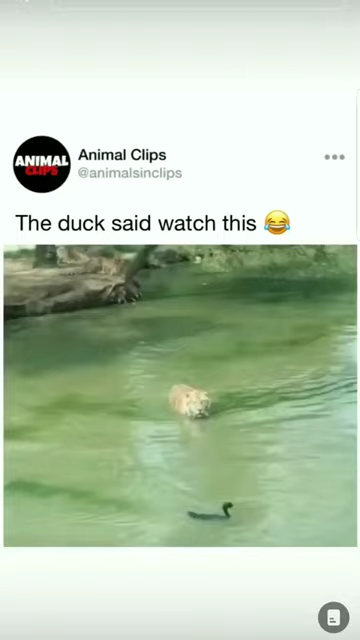 ANIMAL
CLIPS
Animal Clips
@animalsinclips
The duck said watch this 😂